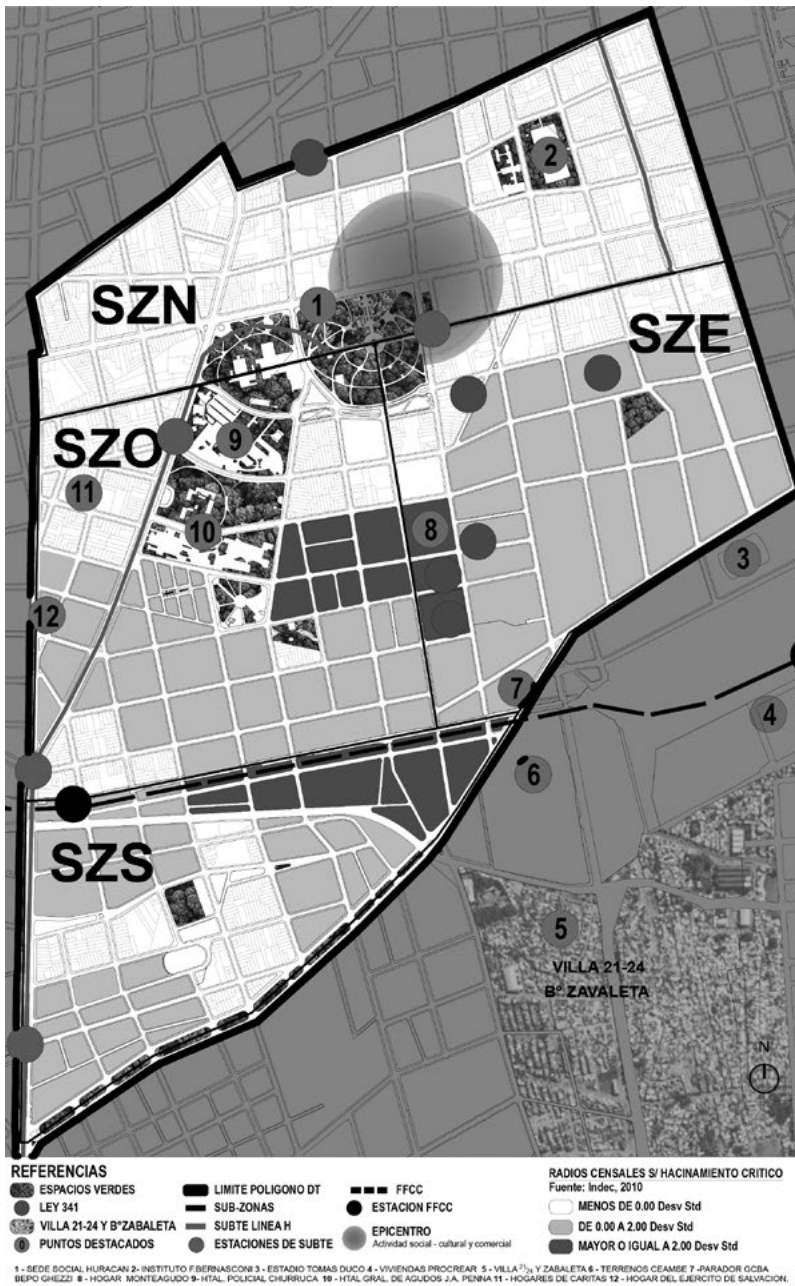 2
SZN
1
SZE
SZO
9
11
8
10
3
12
7
4
6
SZS
5
VILLA 21-24
Bº ZAVALETA
N
REFERENCIAS
ESPACIOS VERDES
LEY 341
VILLA 21-24 Y BºZABALETA
0 PUNTOS DESTACADOS
LIMITE POLIGONO DT
SUB-ZONAS
SUBTE LINEA H
ESTACIONES DE SUBTE
FFCC
ESTACION FFCC
EPICENTRO
Actividad social - cultural y comercial
RADIOS CENSALES S/ HACINAMIENTO CRITICO
Fuente: Indec, 2010
MENOS DE 0.00 Desv Std
DE 0.00 A 2.00 Desv Std
MAYOR O IGUAL A 2.00 Desv Std
1 - SEDE SOCIAL HURACAN 2- INSTITUTO F.BERNASCONI 3 - ESTADIO TOMAS DUCO 4 - VIVIENDAS PROCREAR 5 - VILLA 21/24 Y ZABALETA 6 - TERRENOS CEAMSE 7 -PARADOR GCBA
BEPO GHEZZI 8 - HOGAR MONTEAGUDO 9- HTAL. POLICIAL CHURRUCA 10 - HTAL GRAL. DE AGUDOS J.A. PENNA 11 - HOGARES DE CARITAS 12 - HOGAR DEL EJERCITO DE SALVACION.